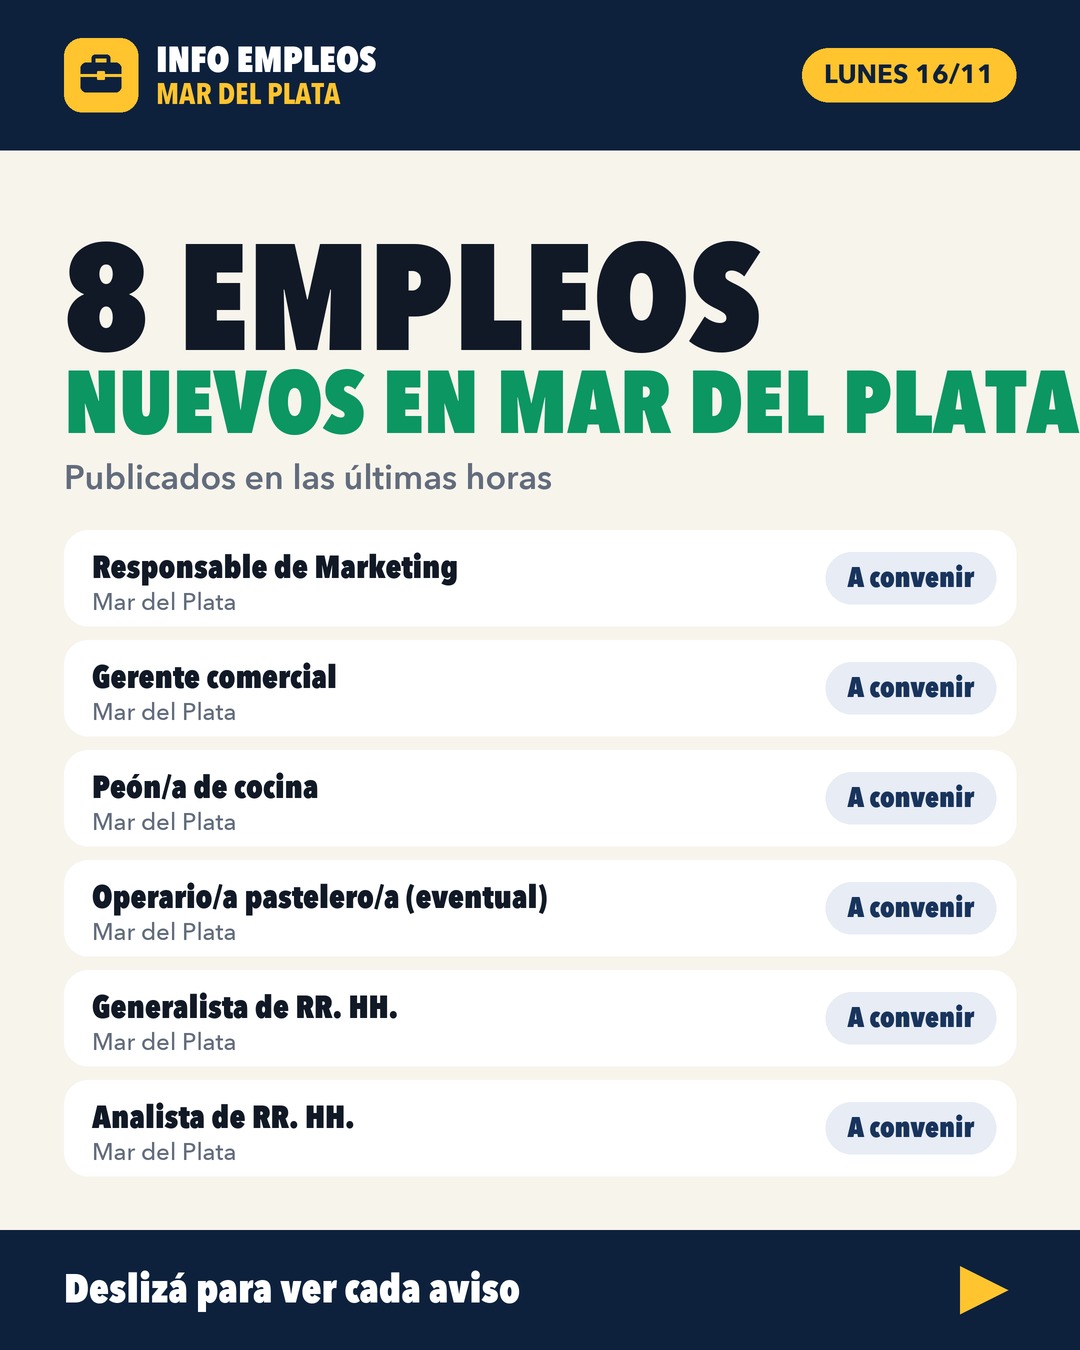 INFO EMPLEOS
MAR DEL PLATA
LUNES 16/11
8 EMPLEOS
NUEVOS EN MAR DEL PLATA
Publicados en las últimas horas
Responsable de Marketing
Mar del Plata
A convenir
Gerente comercial
Mar del Plata
A convenir
Peón/a de cocina
Mar del Plata
A convenir
Operario/a pastelero/a (eventual)
Mar del Plata
A convenir
Generalista de RR. HH.
Mar del Plata
A convenir
Analista de RR. HH.
Mar del Plata
A convenir
Deslizá para ver cada aviso